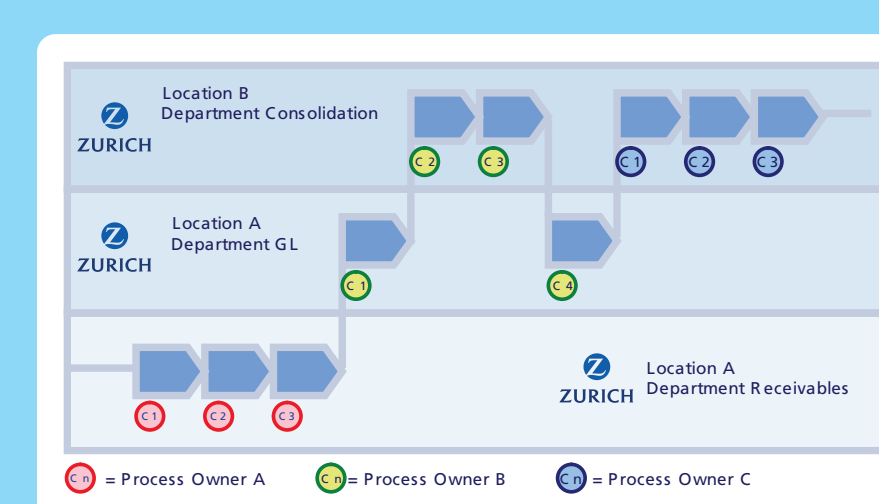 Location B
Department Consolidation
Z
ZURICH
C 2
C 3
C 1
C 2
C 3
Location A
Department GL
Z
ZURICH
C 1
C 4
Z
ZURICH
Location A
Department Receivables
C 1
C 2
C 3
C n = Process Owner A
C n = Process Owner B
C n = Process Owner C